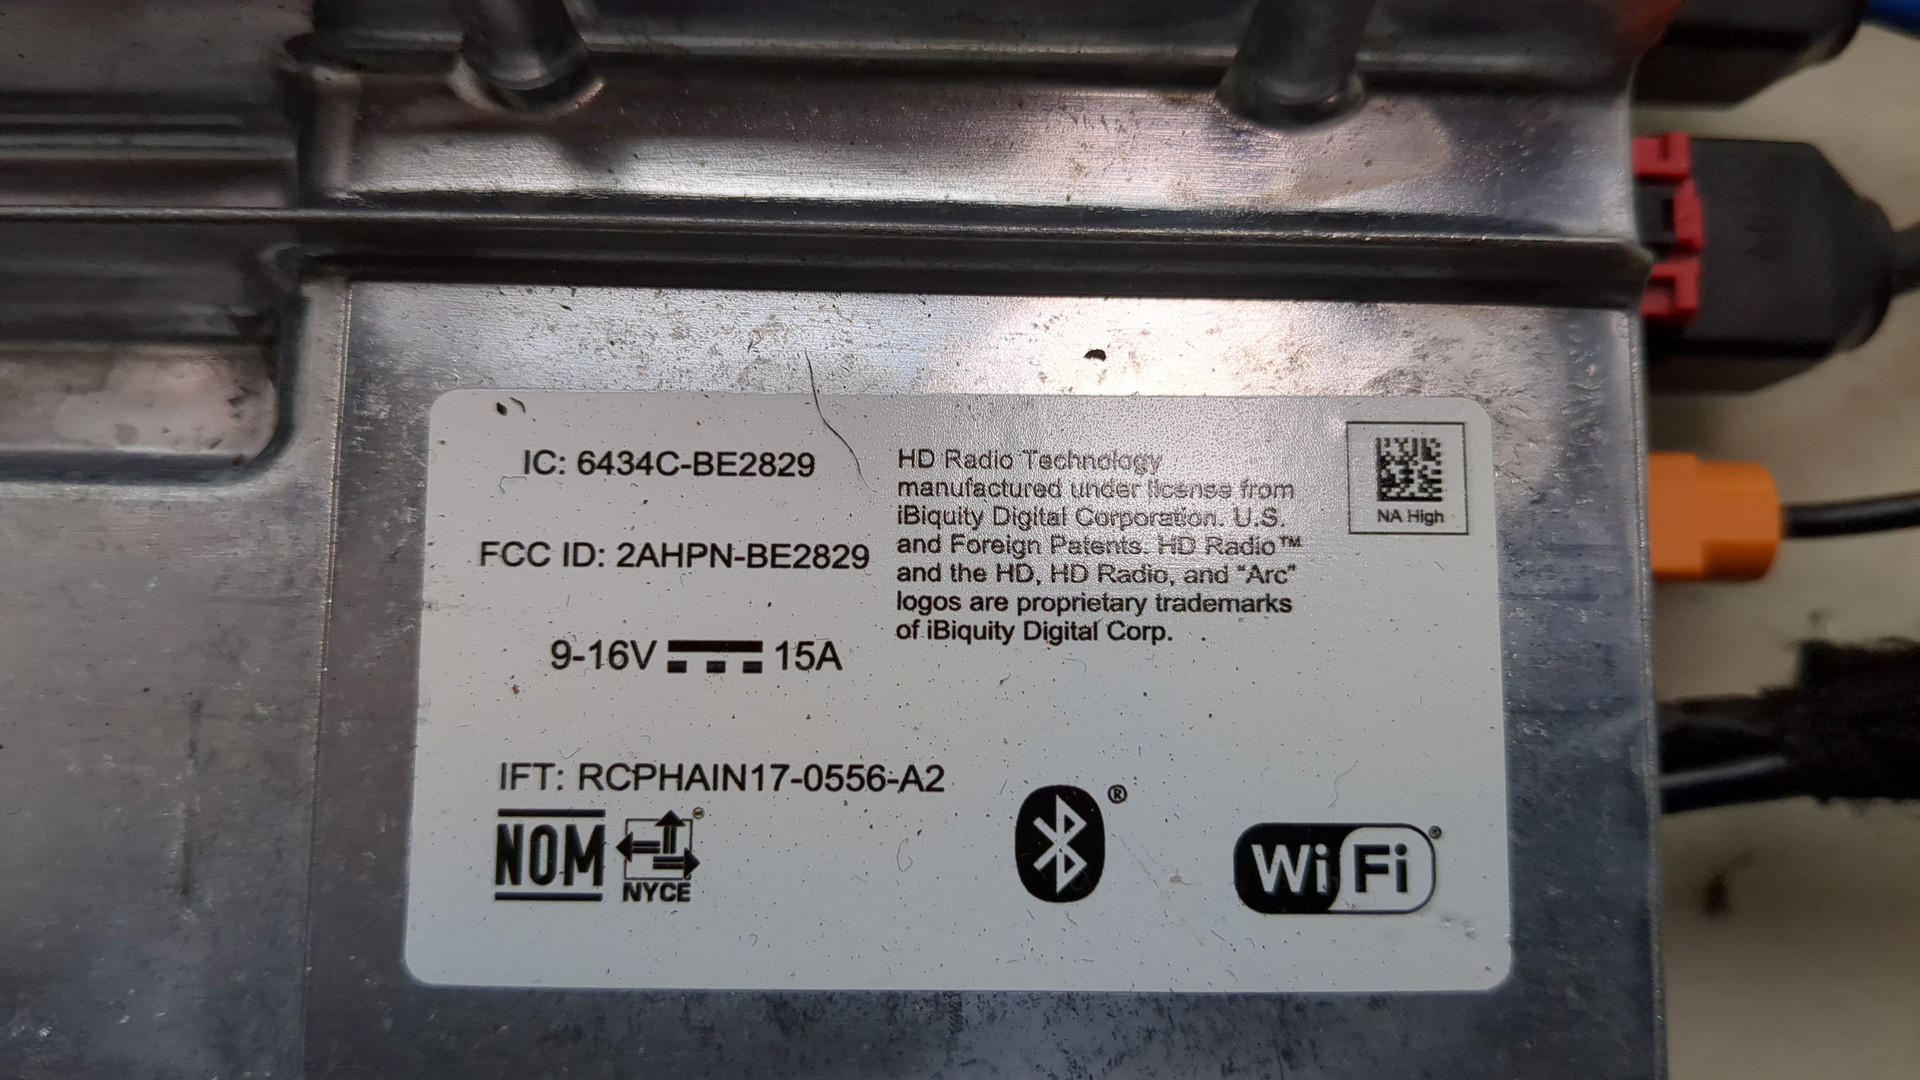 IC: 6434C-BE2829
FCC ID: 2AHPN-BE2829
9-16V 15A
IFT: RCPHAIN17-0556-A2
NOM
NYCE
HD Radio Technology
manufactured under license from
iBiquity Digital Corporation. U.S.
and Foreign Patents. HD Radio™
and the HD, HD Radio, and “Arc”
logos are proprietary trademarks
of iBiquity Digital Corp.
NA High
®
Wi Fi®